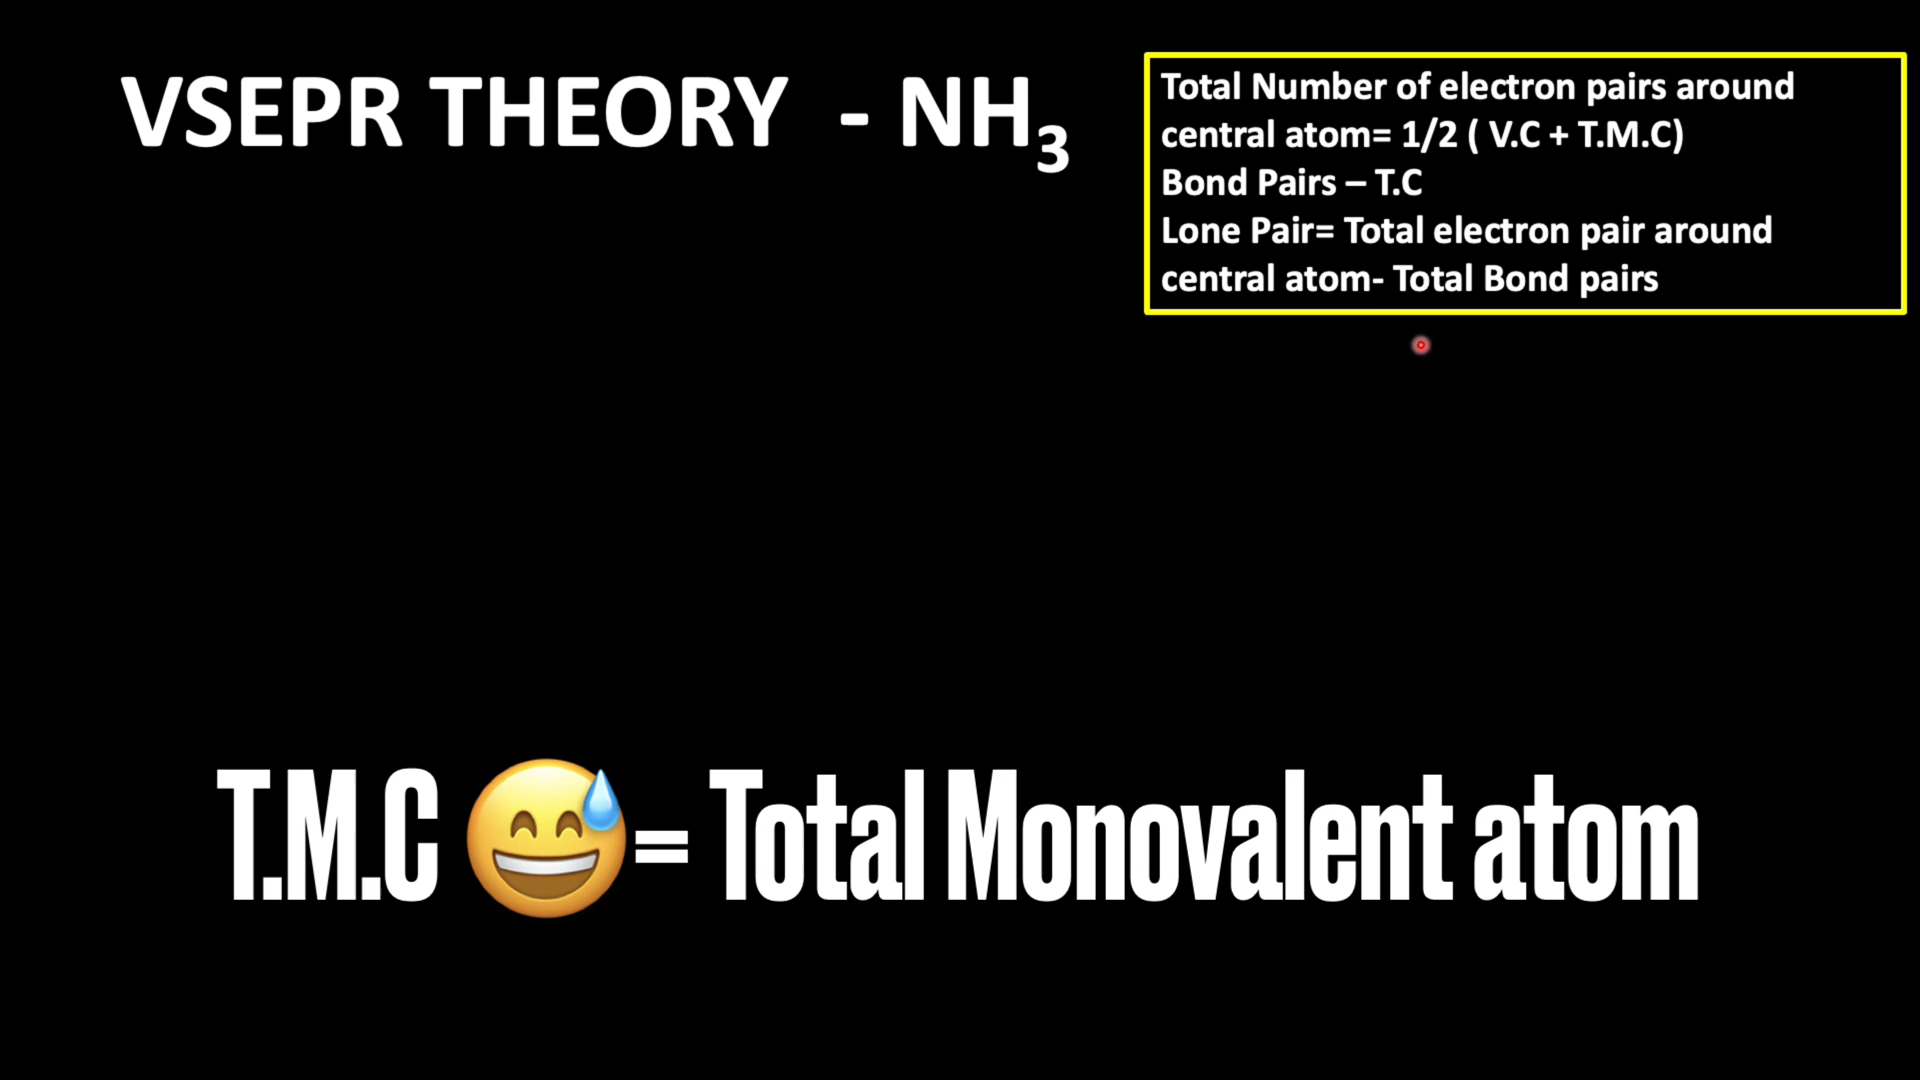 VSEPR THEORY - NH₃
Total Number of electron pairs around
central atom= 1/2 ( V.C + T.M.C)
Bond Pairs – T.C
Lone Pair= Total electron pair around
central atom- Total Bond pairs
T.M.C 😅= Total Monovalent atom